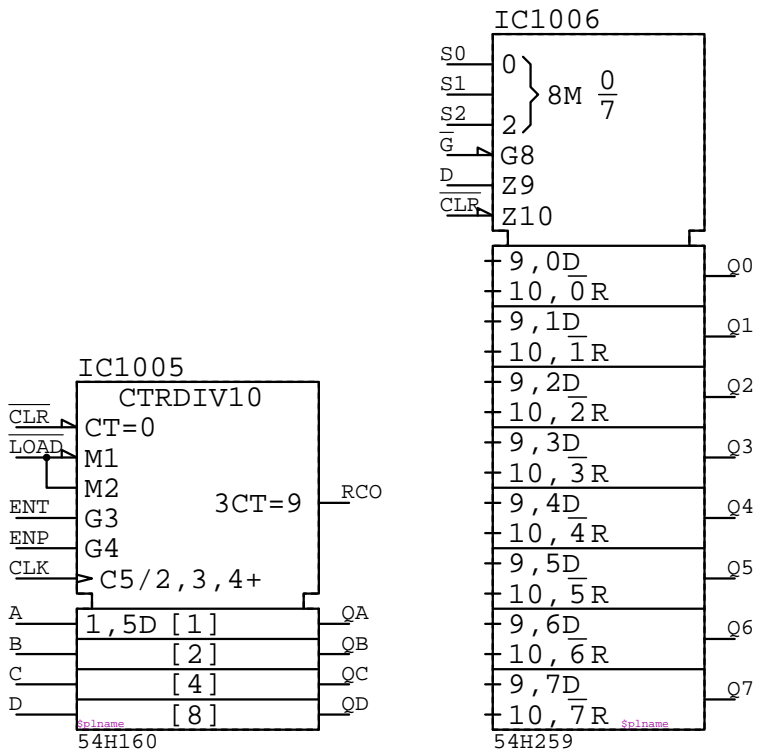 IC1006
S0
S1
S2
G
D
CLR
0
2
8M 0/7
G8
Z9
Z10
9,0D
10,0R
Q0
9,1D
10,1R
Q1
9,2D
10,2R
Q2
9,3D
10,3R
Q3
9,4D
10,4R
Q4
9,5D
10,5R
Q5
9,6D
10,6R
Q6
9,7D
10,7R
Q7
$plname
54H259
IC1005
CTRDIV10
CLR
CT=0
LOAD
M1
M2
3CT=9
RCO
ENT
G3
ENP
G4
CLK
C5/2,3,4+
A
1,5D [1]
QA
B
[2]
QB
C
[4]
QC
D
[8]
QD
$plname
54H160